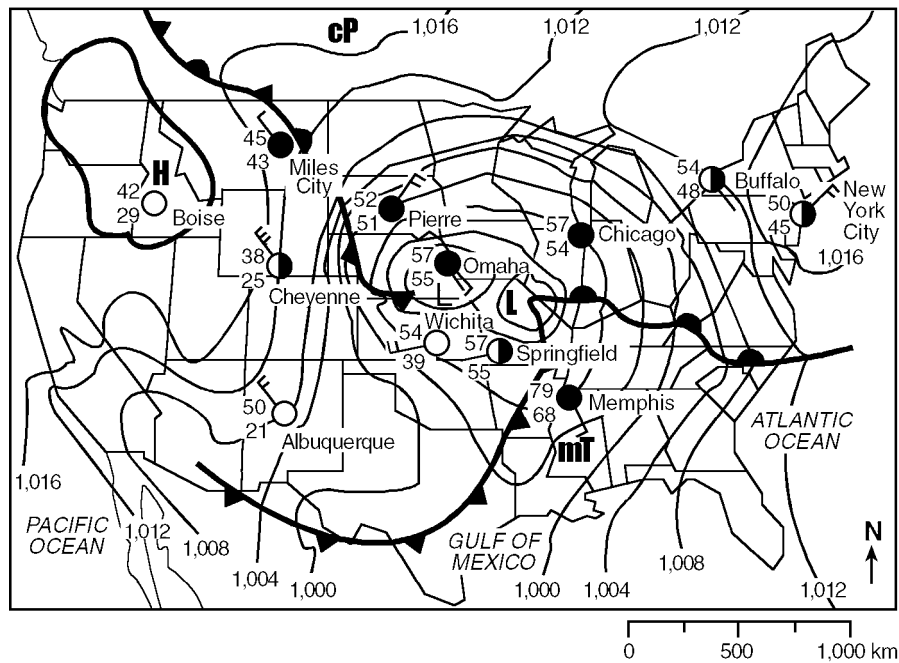 cP
1,016
1,012
1,012
45
43
Miles
City
H
42
29
Boise
52
51
Pierre
54
48
Buffalo
50
45
New
York
City
57
54
Chicago
1,016
38
25
Cheyenne
57
55
Omaha
L
Wichita
54
39
57
55
Springfield
79
68
Memphis
50
21
Albuquerque
mT
ATLANTIC
OCEAN
1,016
PACIFIC
OCEAN
1,012
1,008
1,004
1,000
GULF OF
MEXICO
1,000
1,004
1,008
1,012
N
0 500 1,000 km